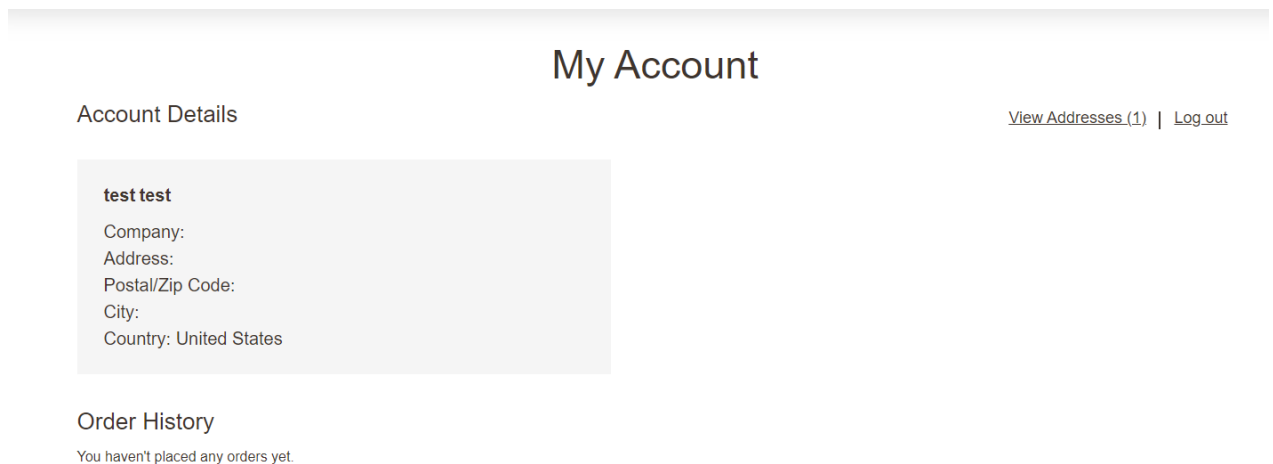 My Account
Account Details
View Addresses (1) | Log out
test test
Company:
Address:
Postal/Zip Code:
City:
Country: United States
Order History
You haven't placed any orders yet.